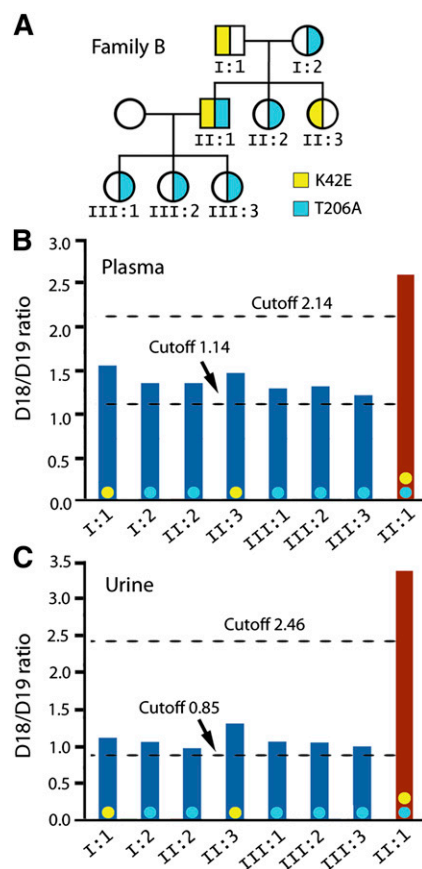 A
Family B
I:1
I:2
II:1
II:2
II:3
III:1
III:2
III:3
K42E
T206A
B
Plasma
D18/D19 ratio
3.0
2.5
2.0
1.5
1.0
0.5
0.0
Cutoff 2.14
Cutoff 1.14
I:1
I:2
II:2
II:3
III:1
III:2
III:3
II:1
C
Urine
D18/D19 ratio
3.5
3.0
2.5
2.0
1.5
1.0
0.5
0.0
Cutoff 2.46
Cutoff 0.85
I:1
I:2
II:2
II:3
III:1
III:2
III:3
II:1